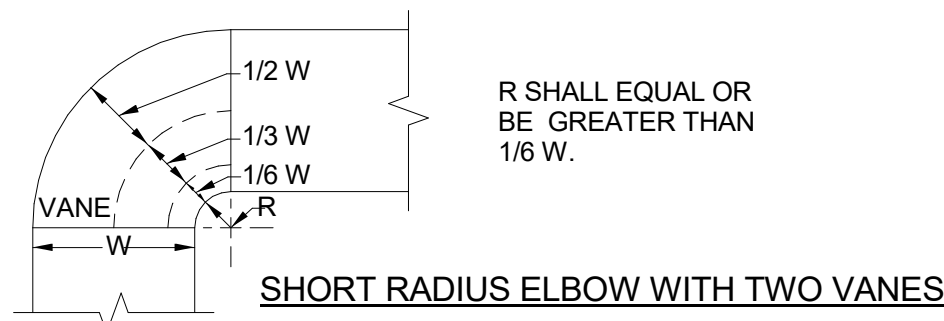 1/2 W
1/3 W
1/6 W
R
VANE
W
R SHALL EQUAL OR
BE GREATER THAN
1/6 W.
SHORT RADIUS ELBOW WITH TWO VANES